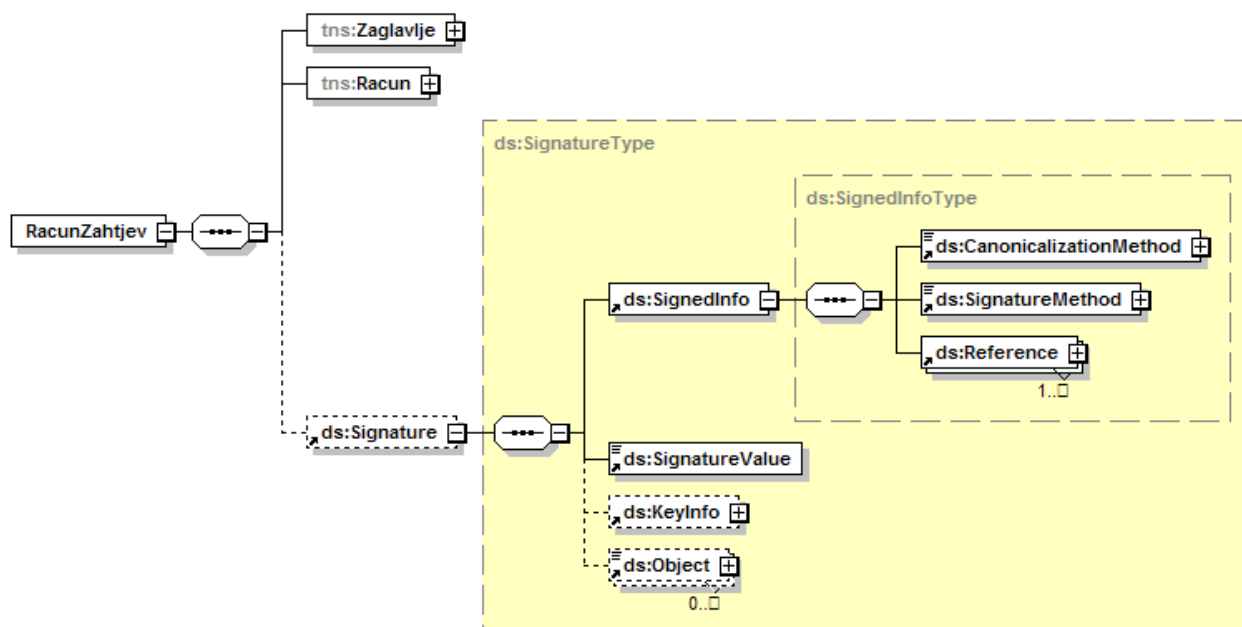 tns:Zaglavlje
tns:Racun
ds:SignatureType
ds:SignedInfoType
RacunZahtjev
ds:CanonicalizationMethod
ds:SignedInfo
ds:SignatureMethod
ds:Reference
1..□
ds:Signature
ds:SignatureValue
ds:KeyInfo
ds:Object
0..□